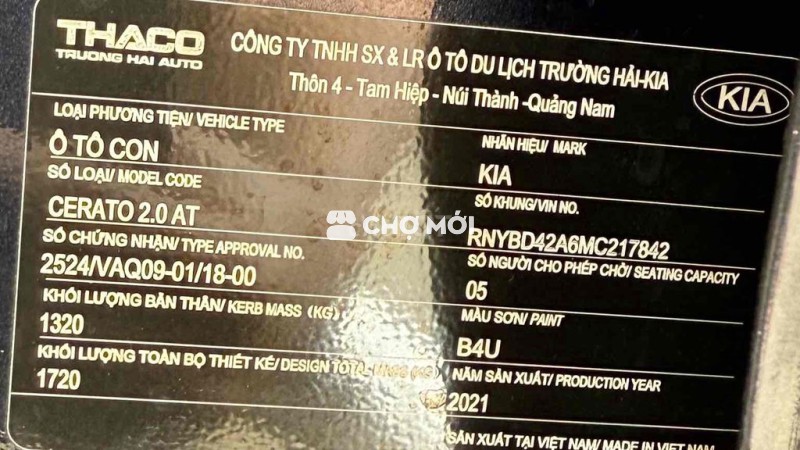 THACO
TRUONG HAI AUTO
CÔNG TY TNHH SX & LR Ô TÔ DU LỊCH TRƯỜNG HẢI-KIA
Thôn 4 - Tam Hiệp - Núi Thành -Quảng Nam
KIA
LOẠI PHƯƠNG TIỆN/ VEHICLE TYPE
Ô TÔ CON
NHÃN HIỆU/ MARK
KIA
SỐ LOẠI/ MODEL CODE
CERATO 2.0 AT
SỐ KHUNG/VIN NO.
RNYBD42A6MC217842
CHỢ MỚI
SỐ CHỨNG NHẬN/ TYPE APPROVAL NO.
2524/VAQ09-01/18-00
SỐ NGƯỜI CHO PHÉP CHỞ/ SEATING CAPACITY
05
KHỐI LƯỢNG BẢN THÂN/ KERB MASS (KG)
1320
MÀU SƠN/ PAINT
B4U
KHỐI LƯỢNG TOÀN BỘ THIẾT KẾ/ DESIGN TOTAL MASS (KG)
1720
NĂM SẢN XUẤT/ PRODUCTION YEAR
2021
SẢN XUẤT TẠI VIỆT NAM/ MADE IN VIET NAM